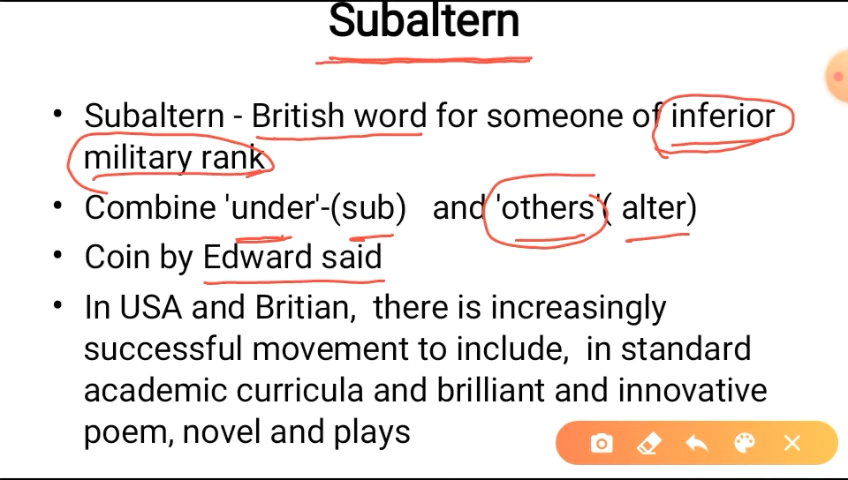 Subaltern
• Subaltern - British word for someone of inferior
military rank
• Combine 'under'-(sub) and 'others'( alter)
• Coin by Edward said
• In USA and Britian, there is increasingly
successful movement to include, in standard
academic curricula and brilliant and innovative
poem, novel and plays